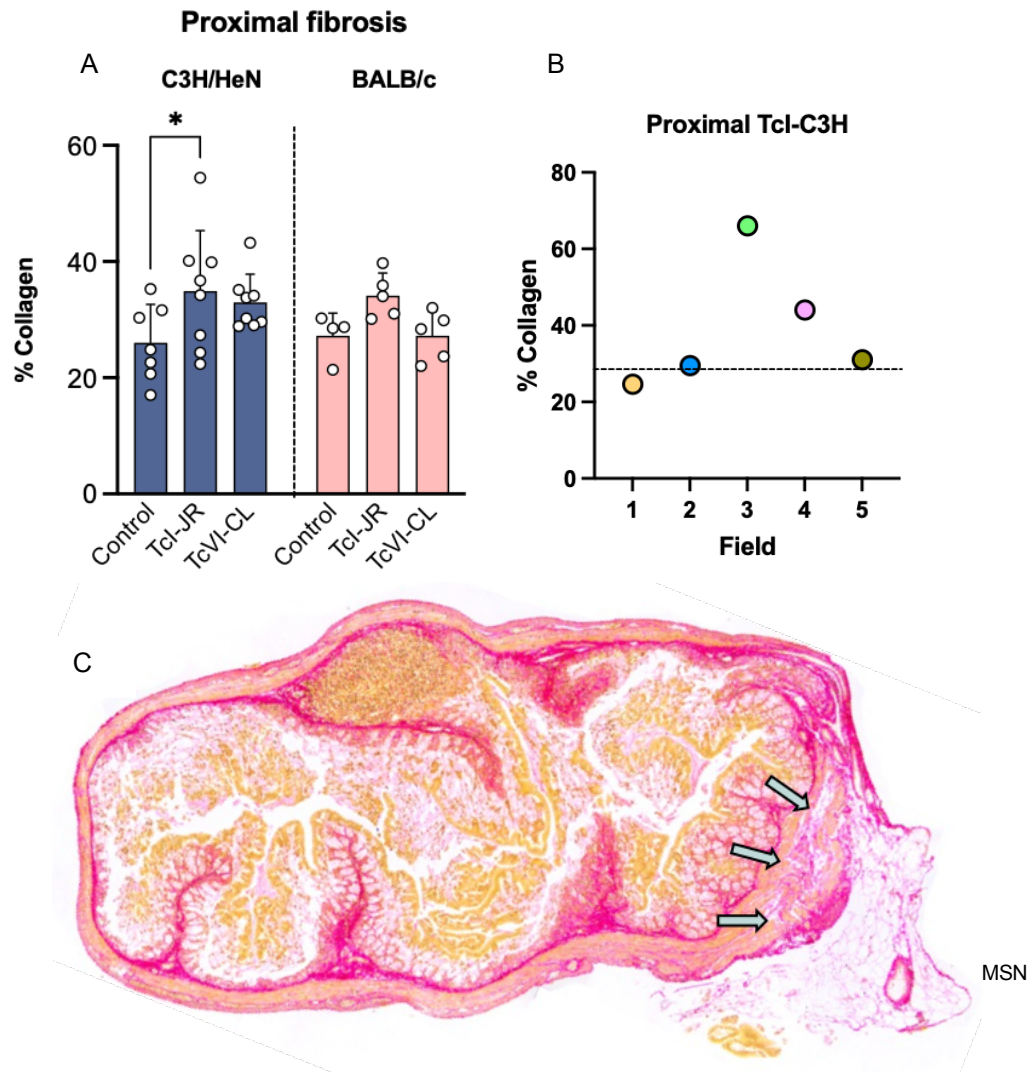 Proximal fibrosis
A
C3H/HeN
BALB/c
*
60
40
20
0
% Collagen
Control
TcI-JR
TcVI-CL
Control
TcI-JR
TcVI-CL
B
Proximal TcI-C3H
80
60
40
20
0
% Collagen
1 2 3 4 5
Field
C
MSN